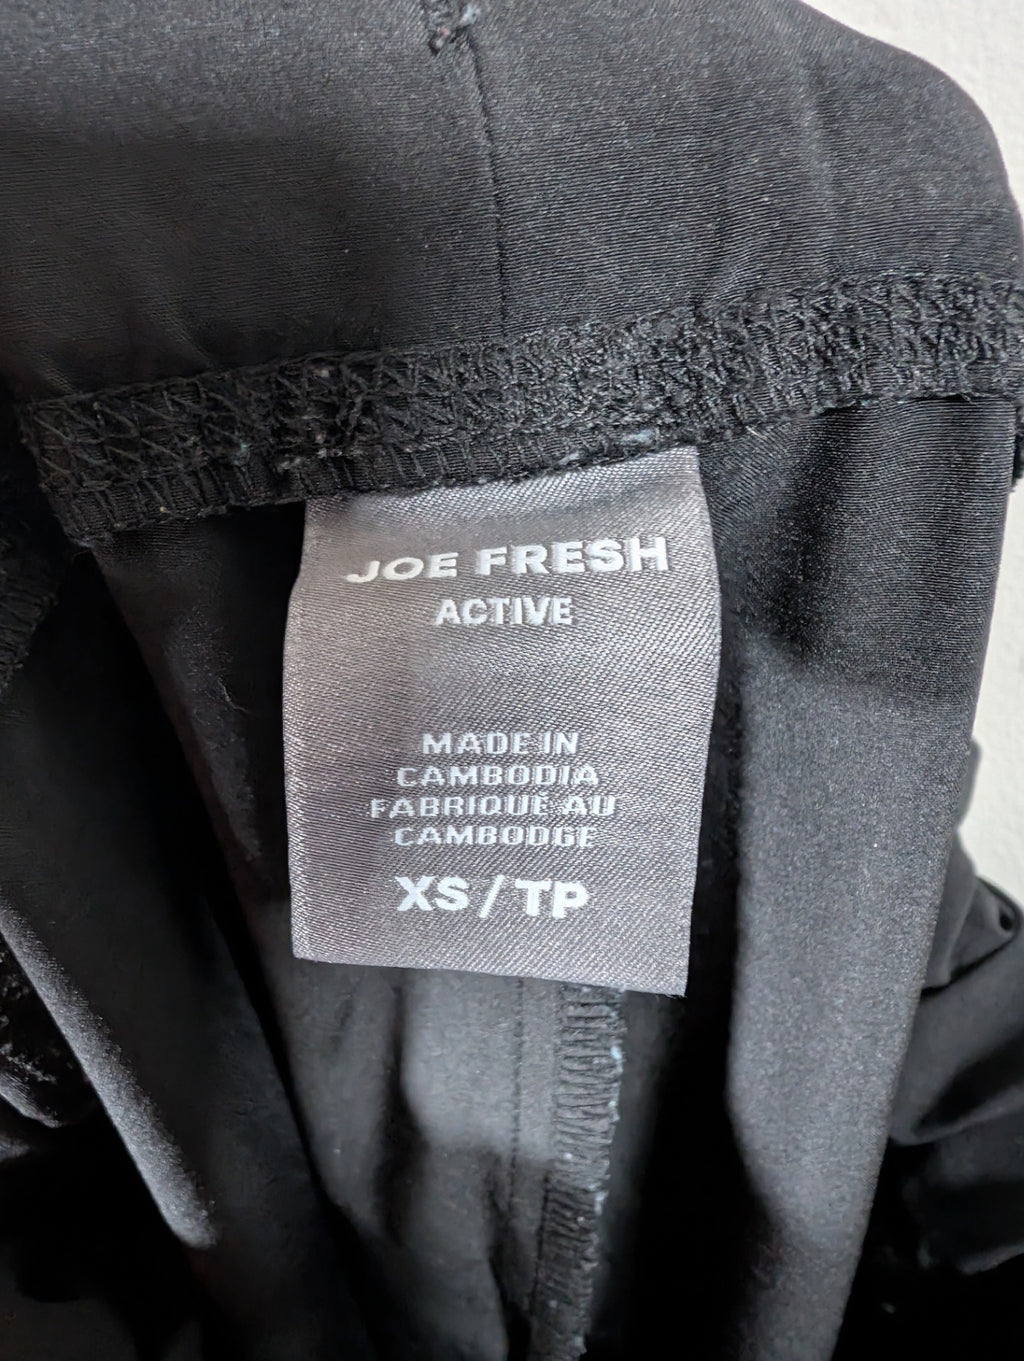 JOE FRESH
ACTIVE
MADE IN
CAMBODIA
FABRIQUÉ AU
CAMBODGE
XS / TP